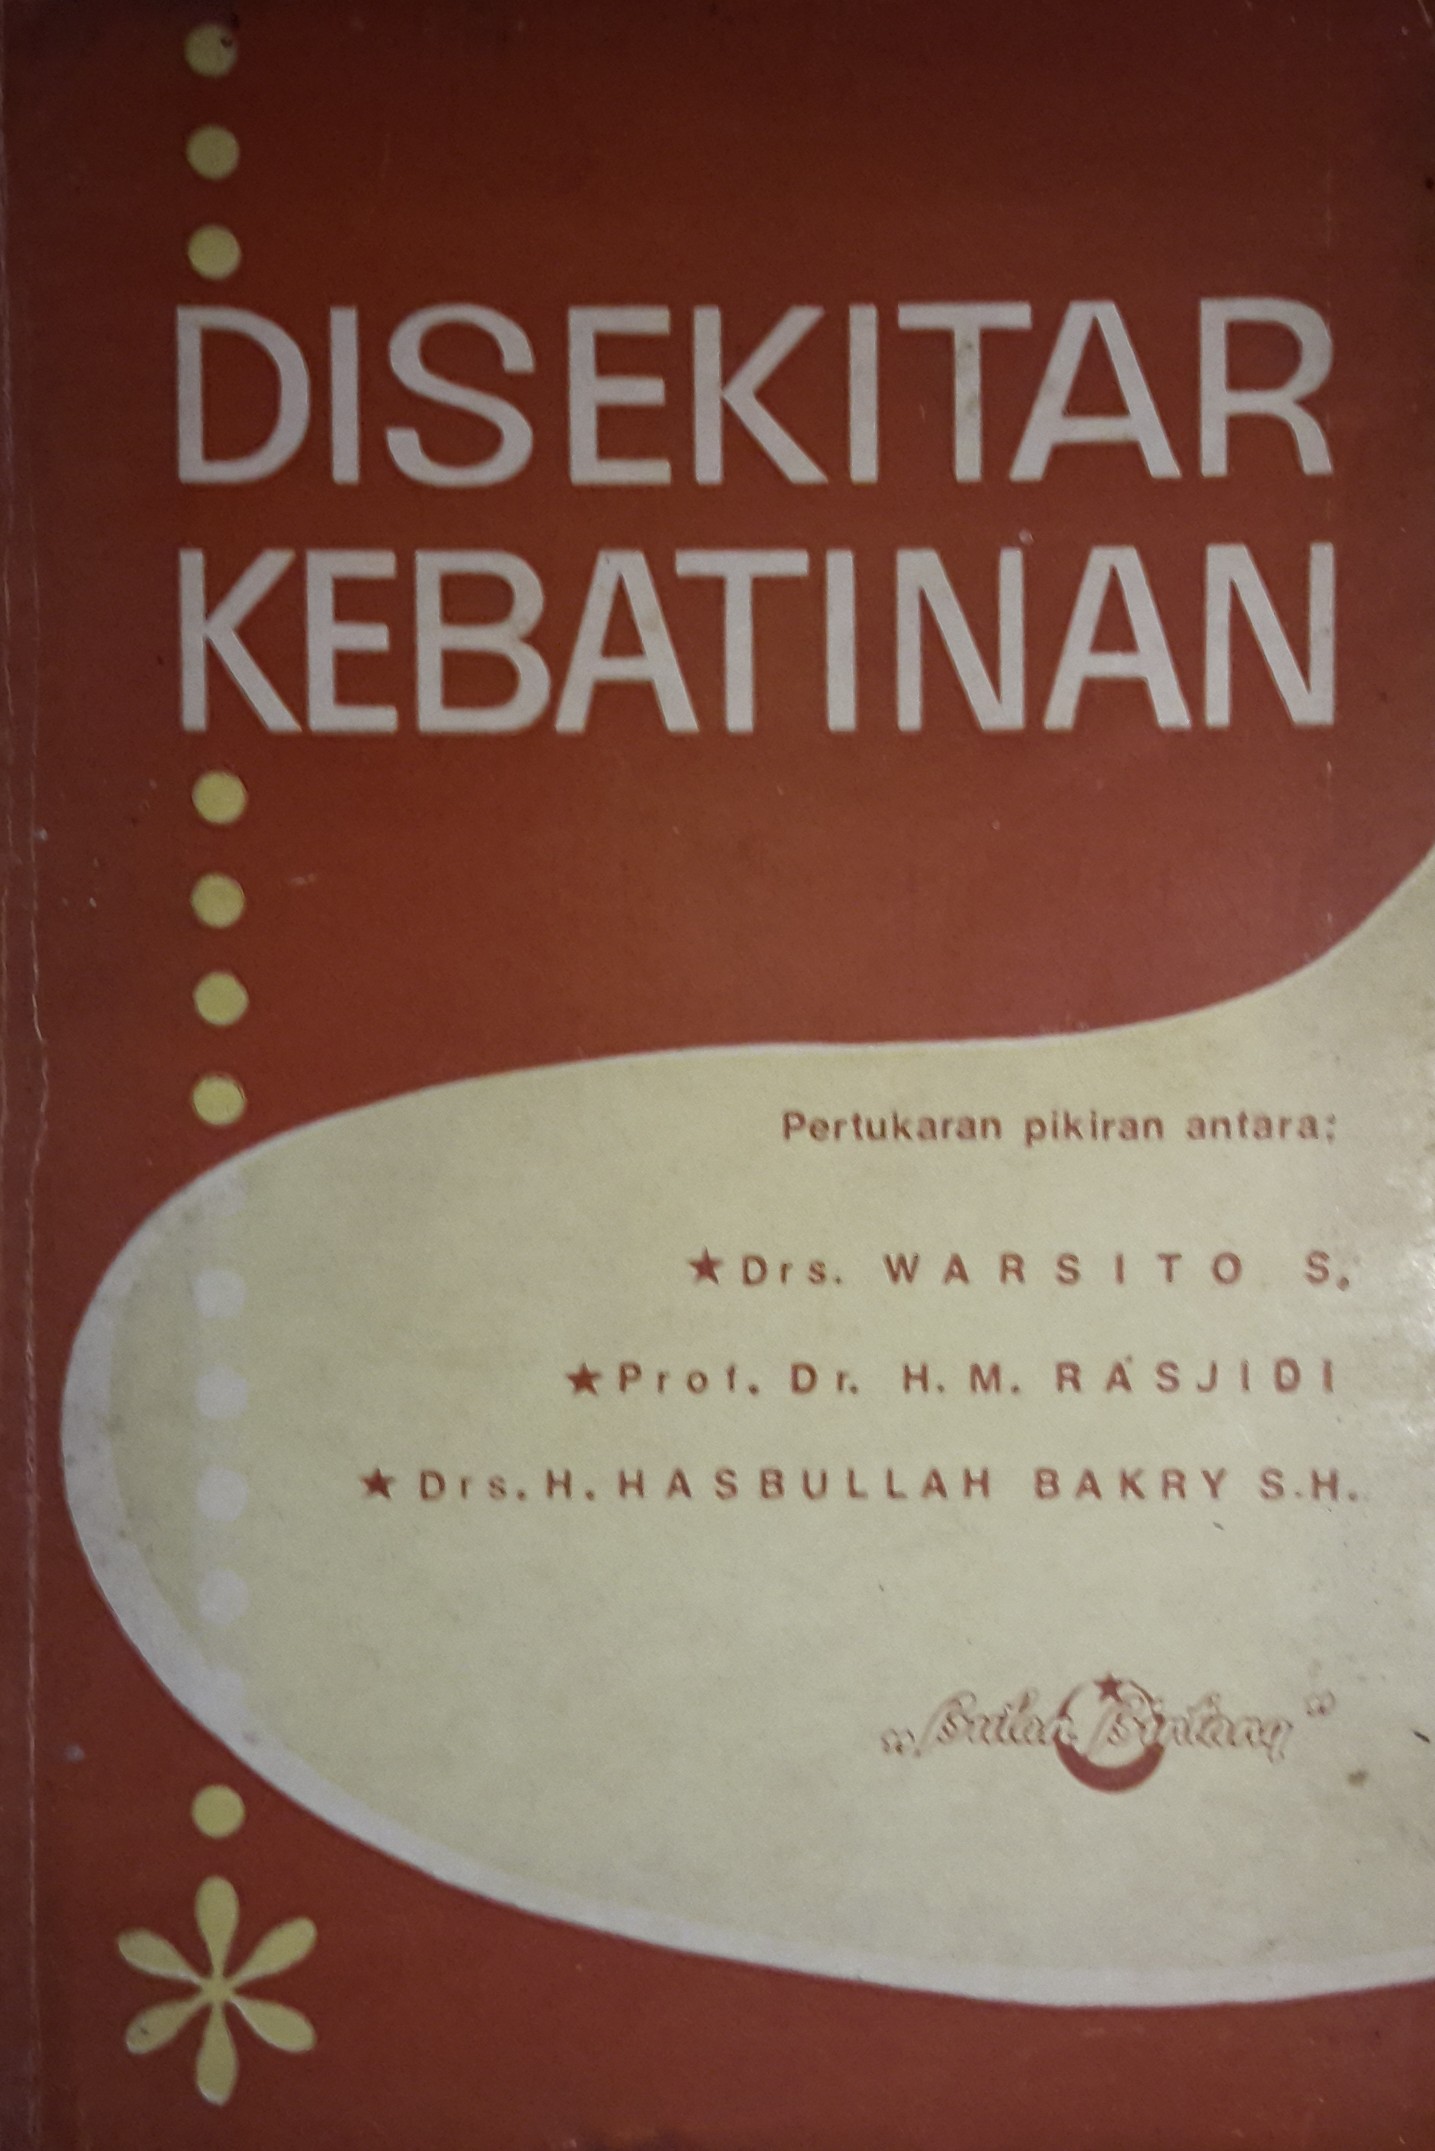 DISEKITAR
KEBATINAN
Pertukaran pikiran antara:
★ Drs. WARSITO S.
★ Prof. Dr. H. M. RASJIDI
★ Drs. H. HASBULLAH BAKRY S.H.
„Bulan Bintang”